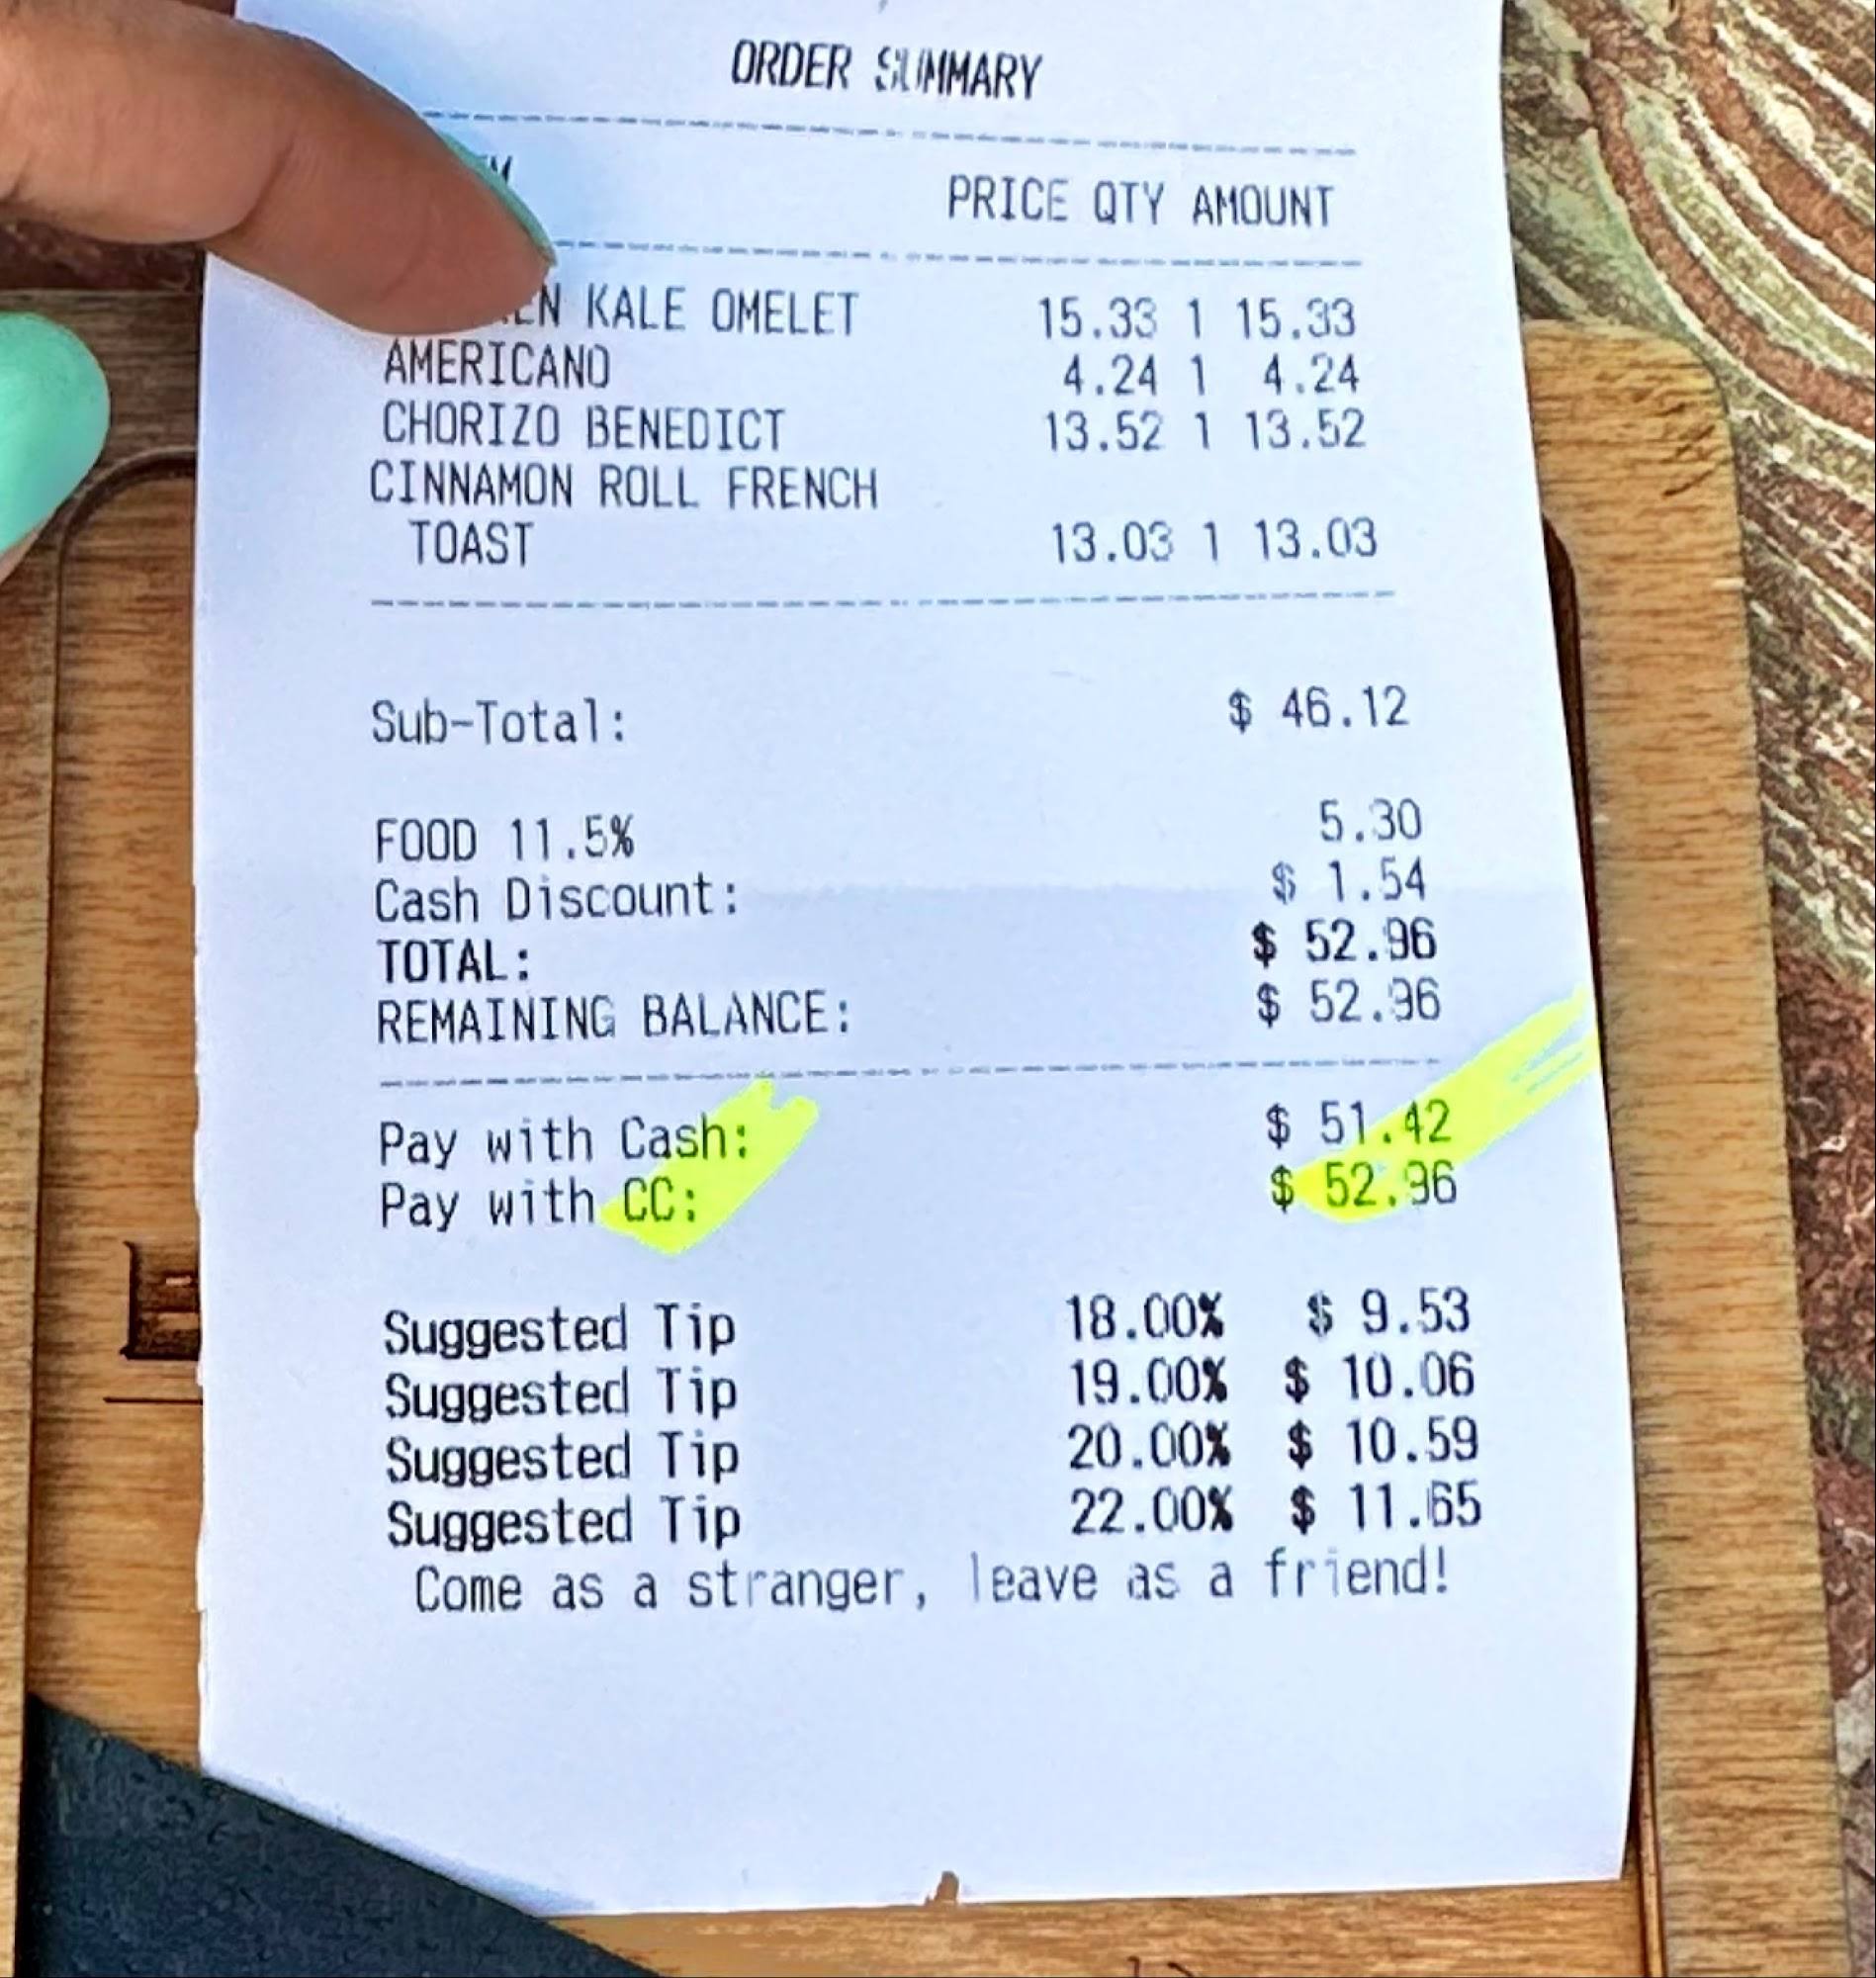 ORDER SUMMARY
PRICE QTY AMOUNT
KALE OMELET 15.33 1 15.33
AMERICANO 4.24 1 4.24
CHORIZO BENEDICT 13.52 1 13.52
CINNAMON ROLL FRENCH
TOAST 13.03 1 13.03
Sub-Total: $ 46.12
FOOD 11.5% 5.30
Cash Discount: $ 1.54
TOTAL: $ 52.96
REMAINING BALANCE: $ 52.96
Pay with Cash: $ 51.42
Pay with CC: $ 52.96
Suggested Tip 18.00% $ 9.53
Suggested Tip 19.00% $ 10.06
Suggested Tip 20.00% $ 10.59
Suggested Tip 22.00% $ 11.65
Come as a stranger, leave as a friend!